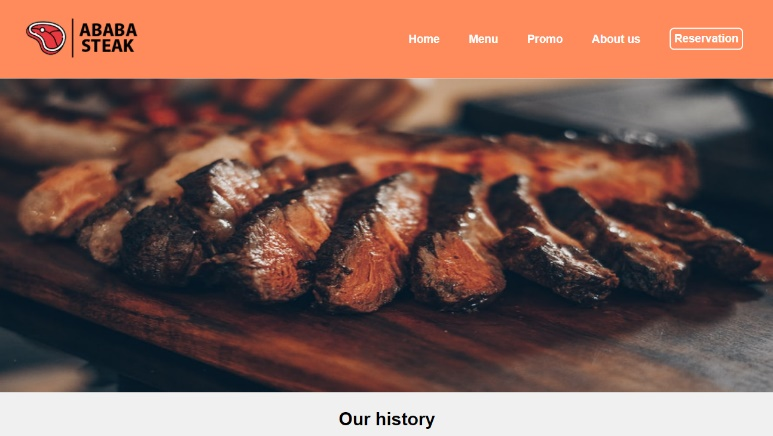 ABABA
STEAK
Home Menu Promo About us Reservation
Our history